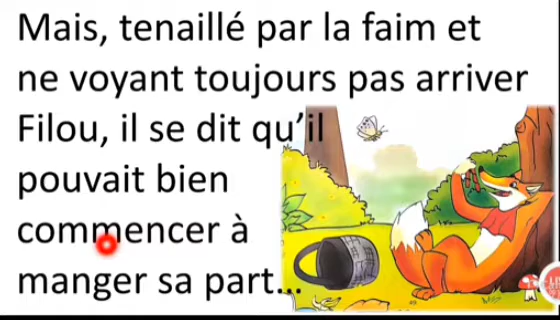 Mais, tenaillé par la faim et
ne voyant toujours pas arriver
Filou, il se dit qu'il
pouvait bien
commencer à
manger sa part...